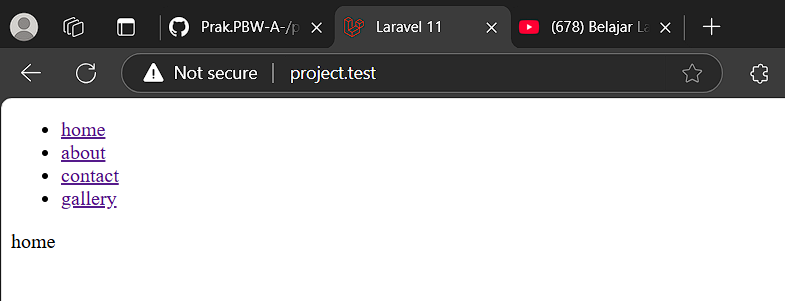 Prak.PBW-A-/p
Laravel 11
(678) Belajar La
Not secure
project.test
home
about
contact
gallery
home